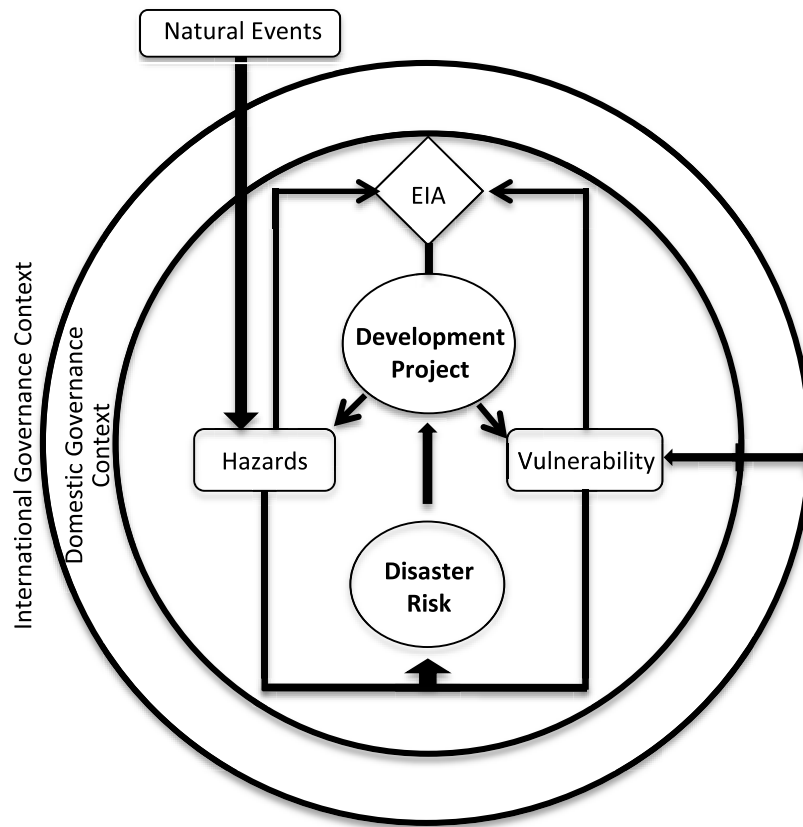 Natural Events
EIA
Development
Project
Hazards
Vulnerability
Disaster
Risk
International Governance Context
Domestic Governance
Context